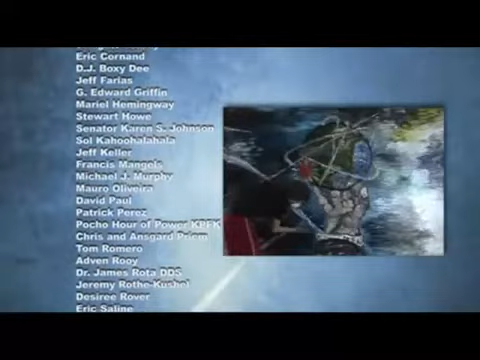 Eric Cornand
D.J. Boxy Dee
Jeff Farias
G. Edward Griffin
Mariel Hemingway
Stewart Howe
Senator Karen S. Johnson
Sol Kahoohalahala
Jeff Keller
Francis Mangels
Michael J. Murphy
Mauro Oliveira
David Paul
Patrick Perez
Pocho Hour of Power KPFK
Chris and Ansgard Priem
Tom Romero
Adven Rooy
Dr. James Rota DDS
Jeremy Rothe-Kushel
Desiree Rover
Eric Saline